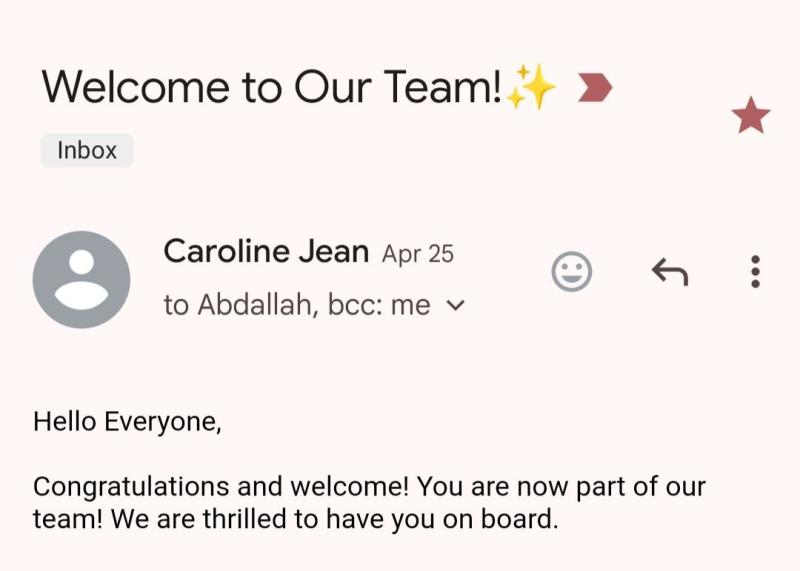 Welcome to Our Team!✨
Inbox
Caroline Jean Apr 25
to Abdallah, bcc: me
Hello Everyone,
Congratulations and welcome! You are now part of our
team! We are thrilled to have you on board.